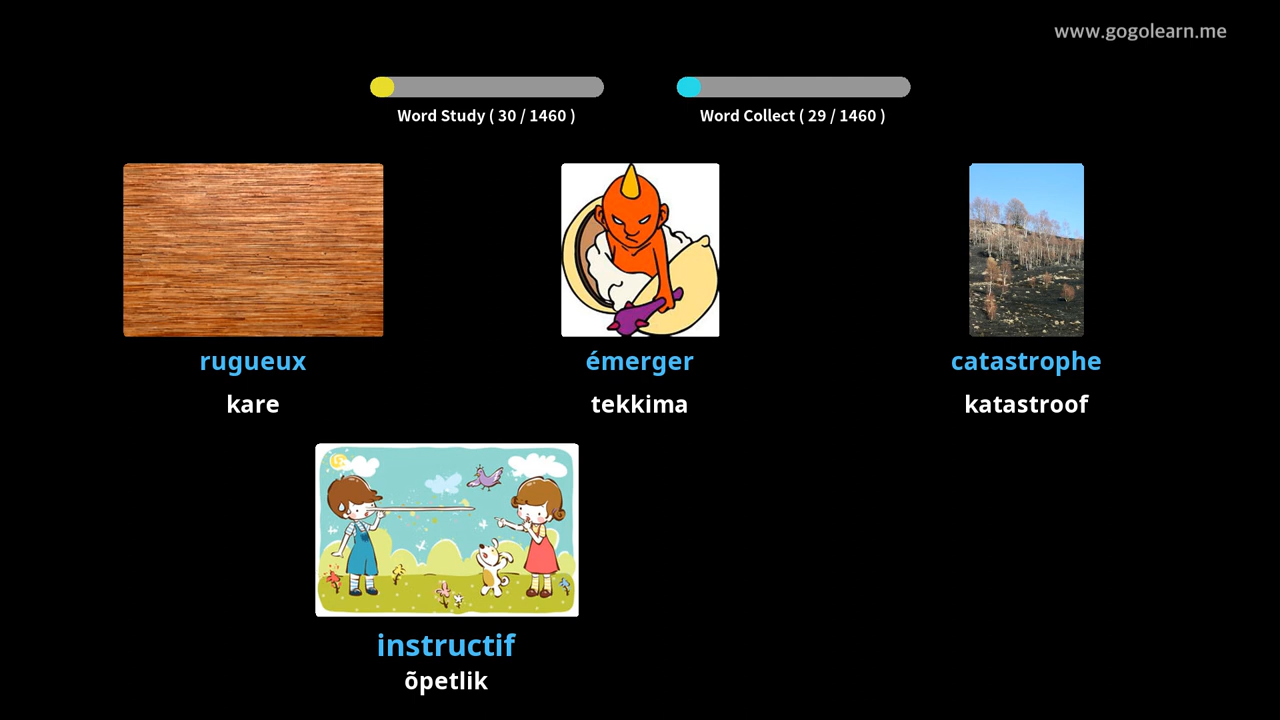 www.gogolearn.me
Word Study ( 30 / 1460 )
Word Collect ( 29 / 1460 )
rugueux
émerger
catastrophe
kare
tekkima
katastroof
instructif
õpetlik